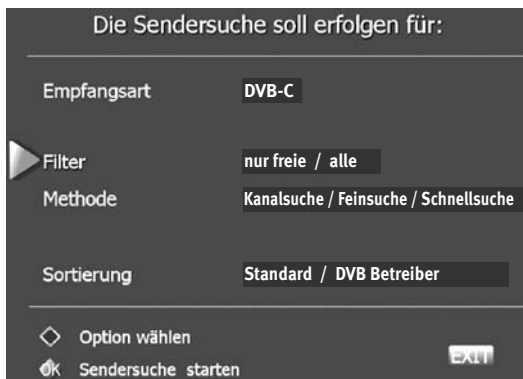 Die Sendersuche soll erfolgen für:
Empfangsart DVB-C
Filter nur freie / alle
Methode Kanalsuche / Feinsuche / Schnellsuche
Sortierung Standard / DVB Betreiber
Option wählen
OK Sendersuche starten
EXIT